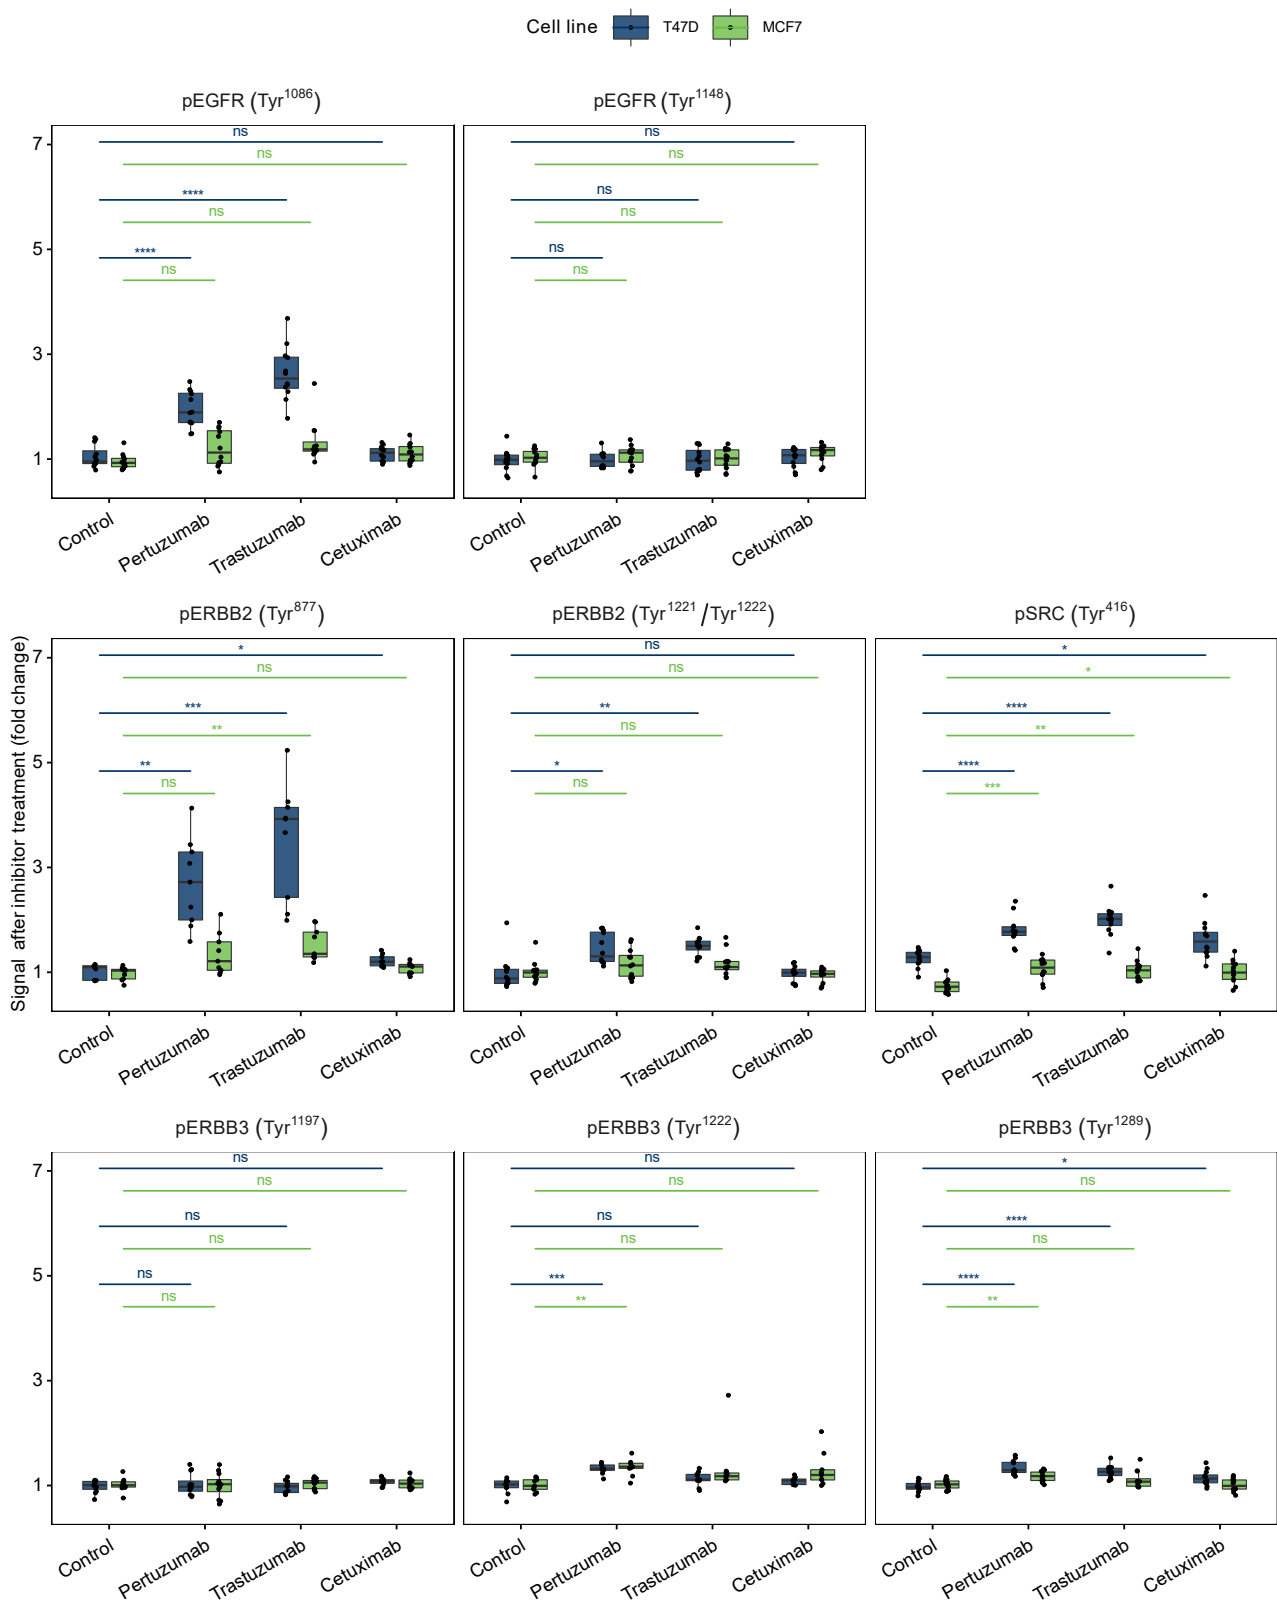 Cell line T47D MCF7
pEGFR (Tyr1086) pEGFR (Tyr1148)
7 ns ns
ns ns
**** ns
ns ns
5 **** ns
ns ns
3
1
Control Pertuzumab Trastuzumab Cetuximab Control Pertuzumab Trastuzumab Cetuximab
Signal after inhibitor treatment (fold change)
pERBB2 (Tyr877) pERBB2 (Tyr1221 /Tyr1222) pSRC (Tyr416)
7 * ns *
ns ns *
*** ** ****
** ns **
5 ** * ****
ns ns ***
3
1
Control Pertuzumab Trastuzumab Cetuximab Control Pertuzumab Trastuzumab Cetuximab Control Pertuzumab Trastuzumab Cetuximab
pERBB3 (Tyr1197) pERBB3 (Tyr1222) pERBB3 (Tyr1289)
7 ns ns *
ns ns ns
ns ns ****
ns ns ns
5 ns *** ****
ns ** **
3
1
Control Pertuzumab Trastuzumab Cetuximab Control Pertuzumab Trastuzumab Cetuximab Control Pertuzumab Trastuzumab Cetuximab